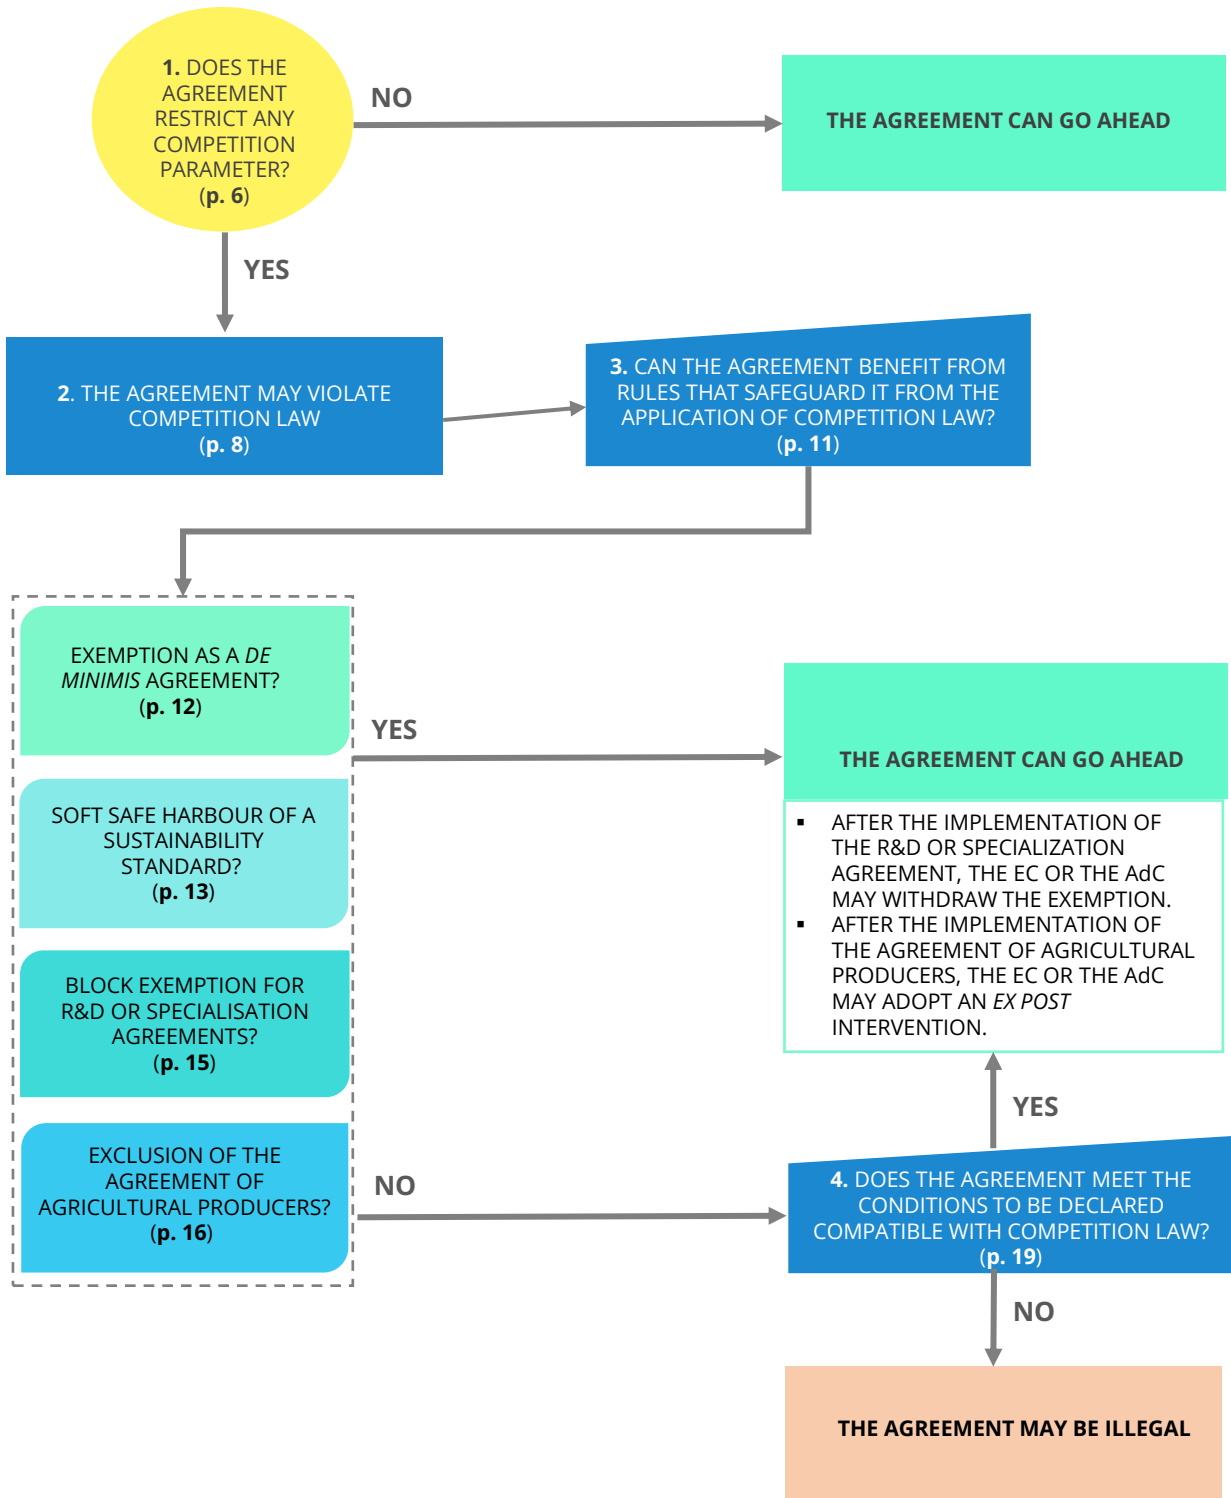 1. DOES THE
AGREEMENT
RESTRICT ANY
COMPETITION
PARAMETER?
(p. 6)
NO
THE AGREEMENT CAN GO AHEAD
YES
2. THE AGREEMENT MAY VIOLATE
COMPETITION LAW
(p. 8)
3. CAN THE AGREEMENT BENEFIT FROM
RULES THAT SAFEGUARD IT FROM THE
APPLICATION OF COMPETITION LAW?
(p. 11)
EXEMPTION AS A DE
MINIMIS AGREEMENT?
(p. 12)
SOFT SAFE HARBOUR OF A
SUSTAINABILITY
STANDARD?
(p. 13)
BLOCK EXEMPTION FOR
R&D OR SPECIALISATION
AGREEMENTS?
(p. 15)
EXCLUSION OF THE
AGREEMENT OF
AGRICULTURAL PRODUCERS?
(p. 16)
YES
THE AGREEMENT CAN GO AHEAD
▪ AFTER THE IMPLEMENTATION OF
THE R&D OR SPECIALIZATION
AGREEMENT, THE EC OR THE AdC
MAY WITHDRAW THE EXEMPTION.
▪ AFTER THE IMPLEMENTATION OF
THE AGREEMENT OF AGRICULTURAL
PRODUCERS, THE EC OR THE AdC
MAY ADOPT AN EX POST
INTERVENTION.
YES
NO
4. DOES THE AGREEMENT MEET THE
CONDITIONS TO BE DECLARED
COMPATIBLE WITH COMPETITION LAW?
(p. 19)
NO
THE AGREEMENT MAY BE ILLEGAL